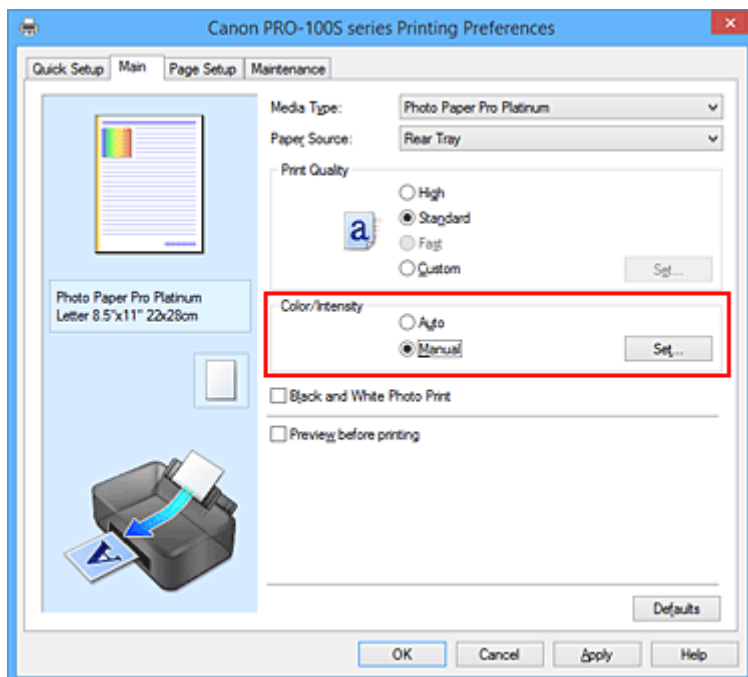 Canon PRO-100S series Printing Preferences
Quick Setup Main Page Setup Maintenance
Media Type: Photo Paper Pro Platinum
Paper Source: Rear Tray
Print Quality
High
Standard
Fast
Custom Set...
Photo Paper Pro Platinum
Letter 8.5"x11" 22x28cm
Color/Intensity
Auto
Manual Set...
Black and White Photo Print
Preview before printing
Defaults
OK Cancel Apply Help